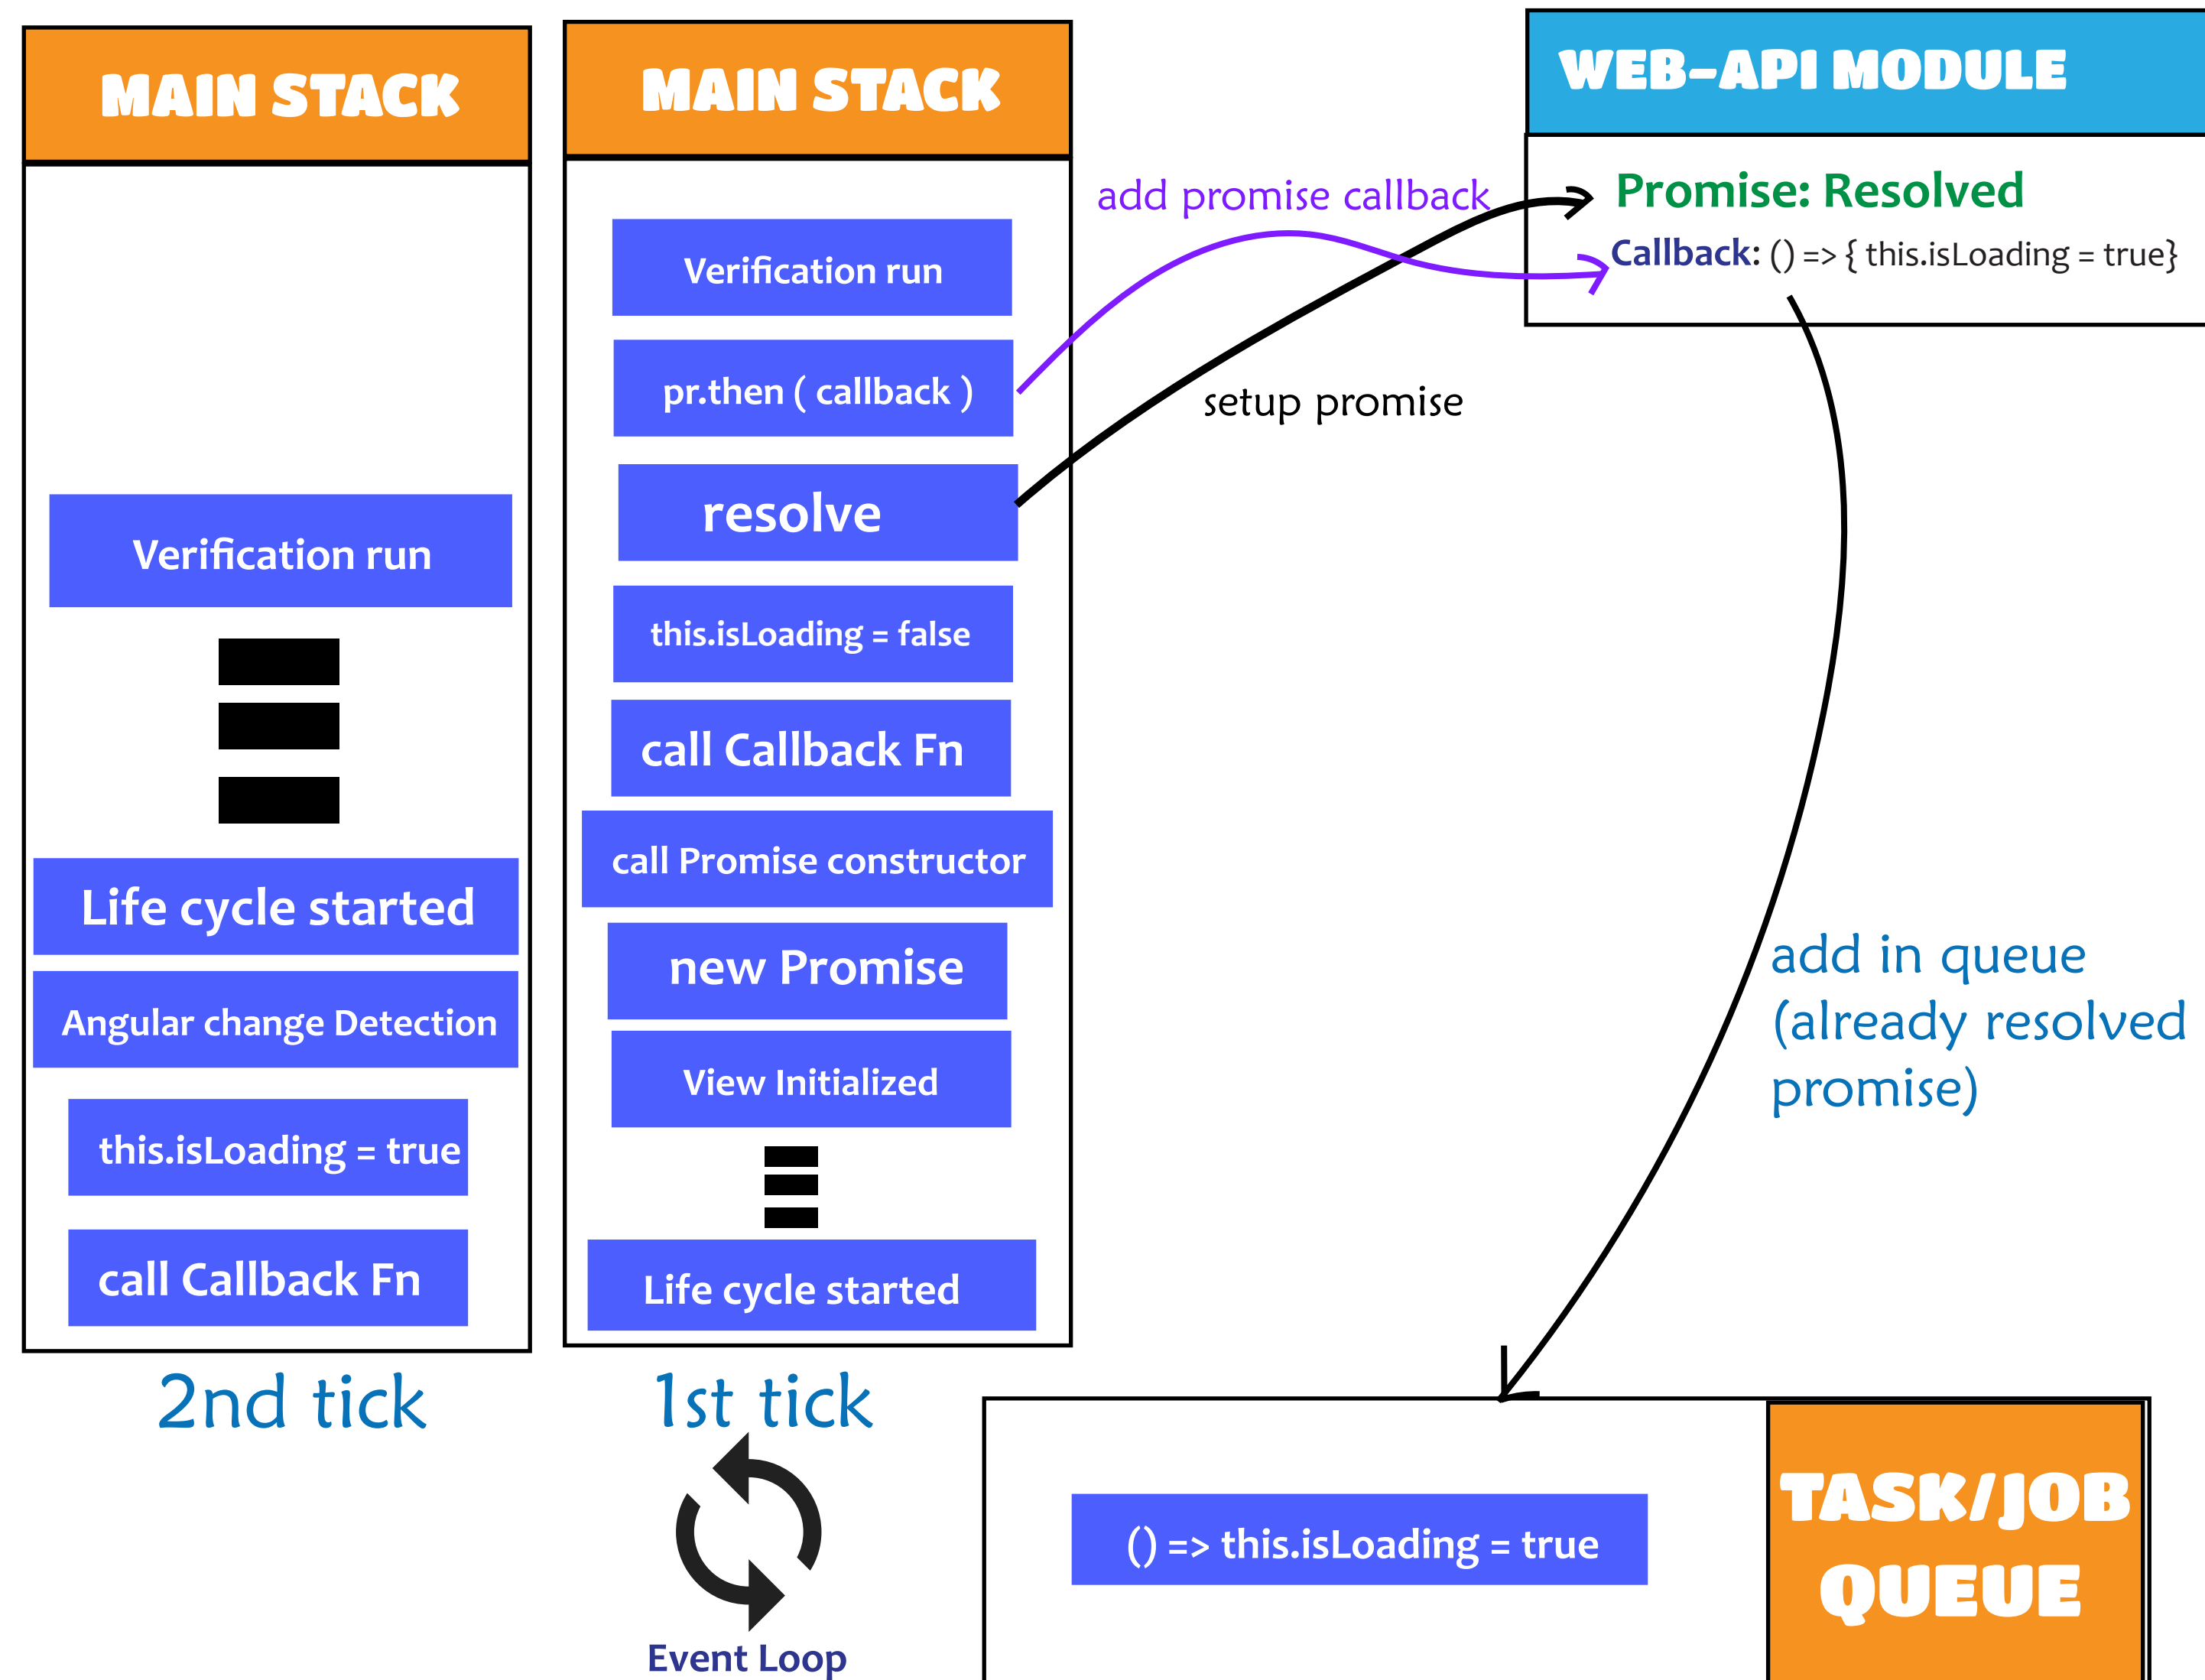 MAIN STACK
Verification run
Life cycle started
Angular change Detection
this.isLoading = true
call Callback Fn
2nd tick
MAIN STACK
Verification run
pr.then ( callback )
resolve
this.isLoading = false
call Callback Fn
call Promise constructor
new Promise
View Initialized
Life cycle started
1st tick
Event Loop
add promise callback
setup promise
WEB-API MODULE
Promise: Resolved
Callback: () => { this.isLoading = true}
add in queue
(already resolved
promise)
() => this.isLoading = true
TASK/JOB
QUEUE